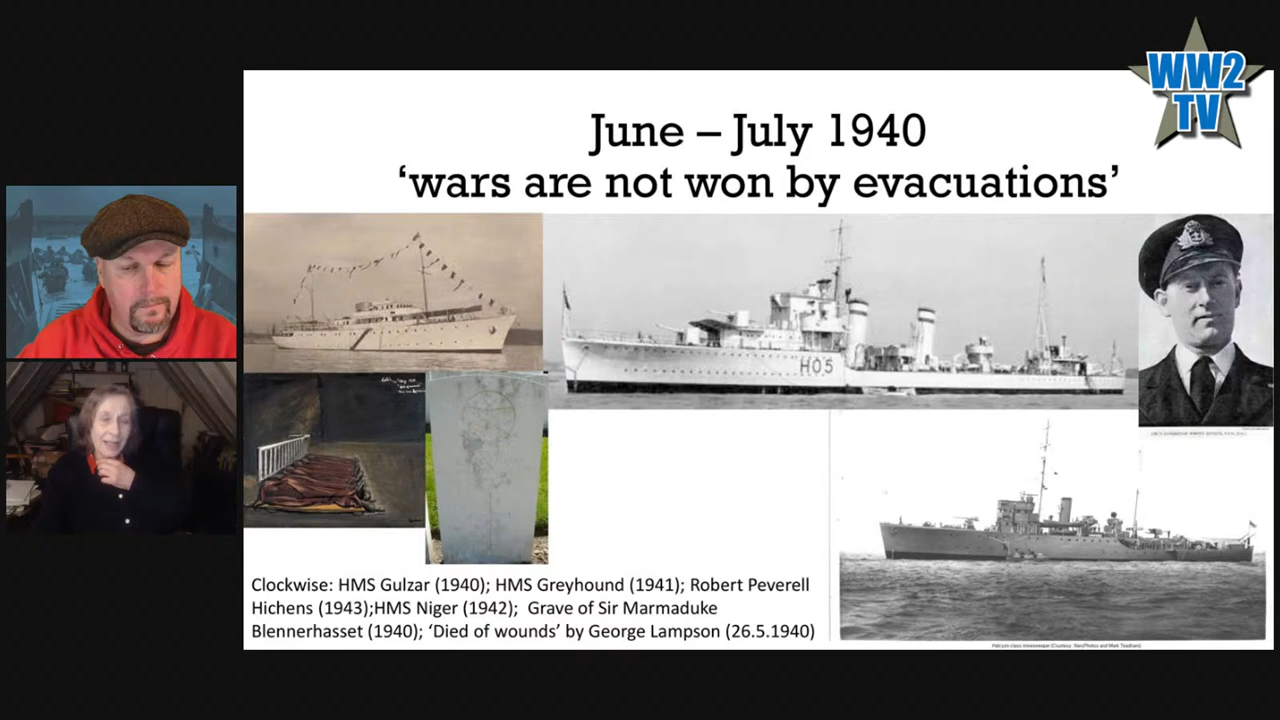 WW2
TV
June – July 1940
‘wars are not won by evacuations’
H05
Clockwise: HMS Gulzar (1940); HMS Greyhound (1941); Robert Peverell
Hichens (1943);HMS Niger (1942);  Grave of Sir Marmaduke
Blennerhasset (1940); ‘Died of wounds’ by George Lampson (26.5.1940)